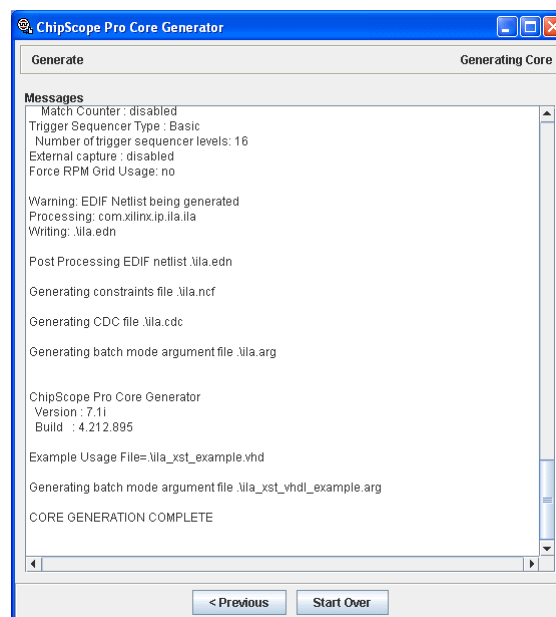 ChipScope Pro Core Generator
Generate Generating Core
Messages
Match Counter : disabled
Trigger Sequencer Type : Basic
Number of trigger sequencer levels: 16
External capture : disabled
Force RPM Grid Usage: no
Warning: EDIF Netlist being generated
Processing: com.xilinx.ip.ila.ila
Writing: .\ila.edn
Post Processing EDIF netlist .\ila.edn
Generating constraints file .\ila.ncf
Generating CDC file .\ila.cdc
Generating batch mode argument file .\ila.arg
ChipScope Pro Core Generator
Version : 7.1i
Build : 4.212.895
Example Usage File=.\ila_xst_example.vhd
Generating batch mode argument file .\ila_xst_vhdl_example.arg
CORE GENERATION COMPLETE
< Previous Start Over